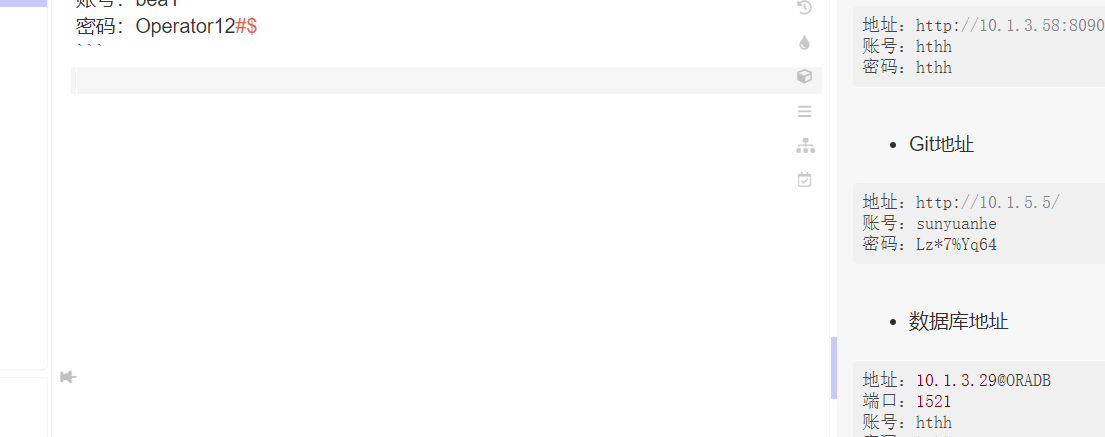 账号：bea1
密码：Operator12#$
```
地址：http://10.1.3.58:8090
账号：hthh
密码：hthh
Git地址
地址：http://10.1.5.5/
账号：sunyuanhe
密码：Lz*7%Yq64
数据库地址
地址：10.1.3.29@ORADB
端口：1521
账号：hthh